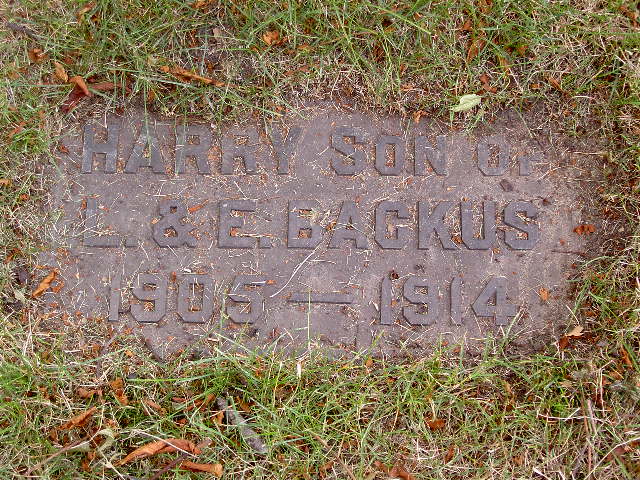 HARRY SON OF
L. & E. BACKUS
1905 — 1914